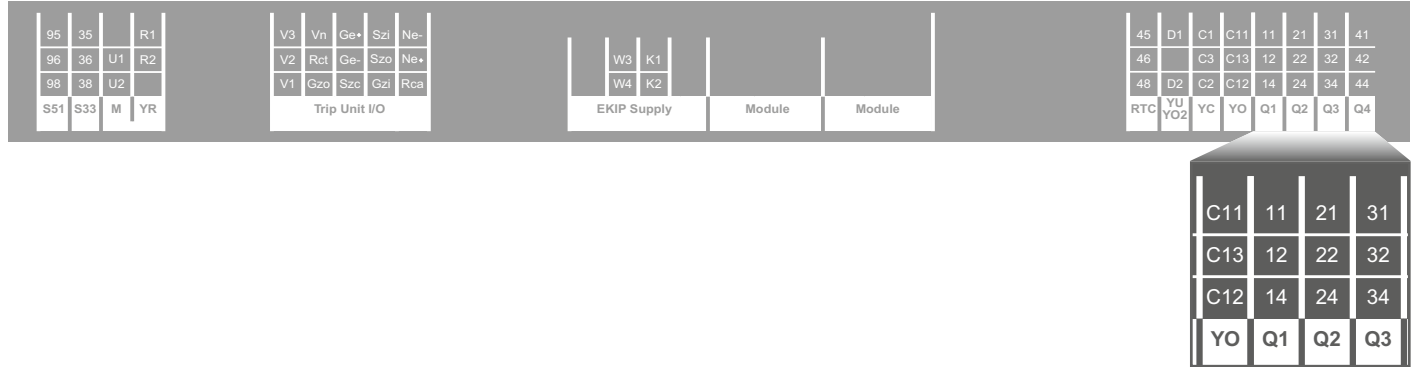 95 35 R1 V3 Vn Ge+ Szi Ne- 45 D1 C1 C11 11 21 31 41
96 36 U1 R2 V2 Rct Ge- Szo Ne+ W3 K1 46 C3 C13 12 22 32 42
98 38 U2 V1 Gzo Szc Gzi Rca W4 K2 48 D2 C2 C12 14 24 34 44
S51 S33 M YR Trip Unit I/O EKIP Supply Module Module RTC YU YC YO Q1 Q2 Q3 Q4
YO2
C11 11 21 31
C13 12 22 32
C12 14 24 34
YO Q1 Q2 Q3